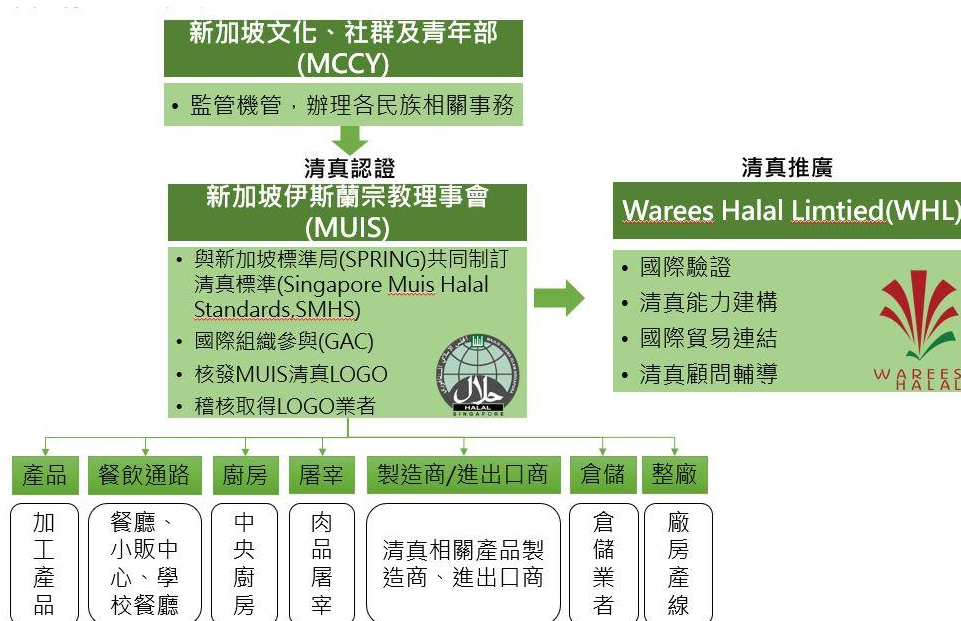 新加坡文化、社群及青年部
(MCCY)
• 監管機管，辦理各民族相關事務
清真認證
新加坡伊斯蘭宗教理事會
(MUIS)
• 與新加坡標準局(SPRING)共同制訂
清真標準(Singapore Muis Halal
Standards,SMHS)
• 國際組織參與(GAC)
• 核發MUIS清真LOGO
• 稽核取得LOGO業者
حلال
HALAL
SINGAPORE
清真推廣
Warees Halal Limtied(WHL)
• 國際驗證
• 清真能力建構
• 國際貿易連結
• 清真顧問輔導
WAREES
HALAL
產品
餐飲通路
廚房
屠宰
製造商/進出口商
倉儲
整廠
加
工
產
品
餐廳、
小販中
心、學
校餐廳
中
央
廚
房
肉
品
屠
宰
清真相關產品製
造商、進出口商
倉
儲
業
者
廠
房
產
線